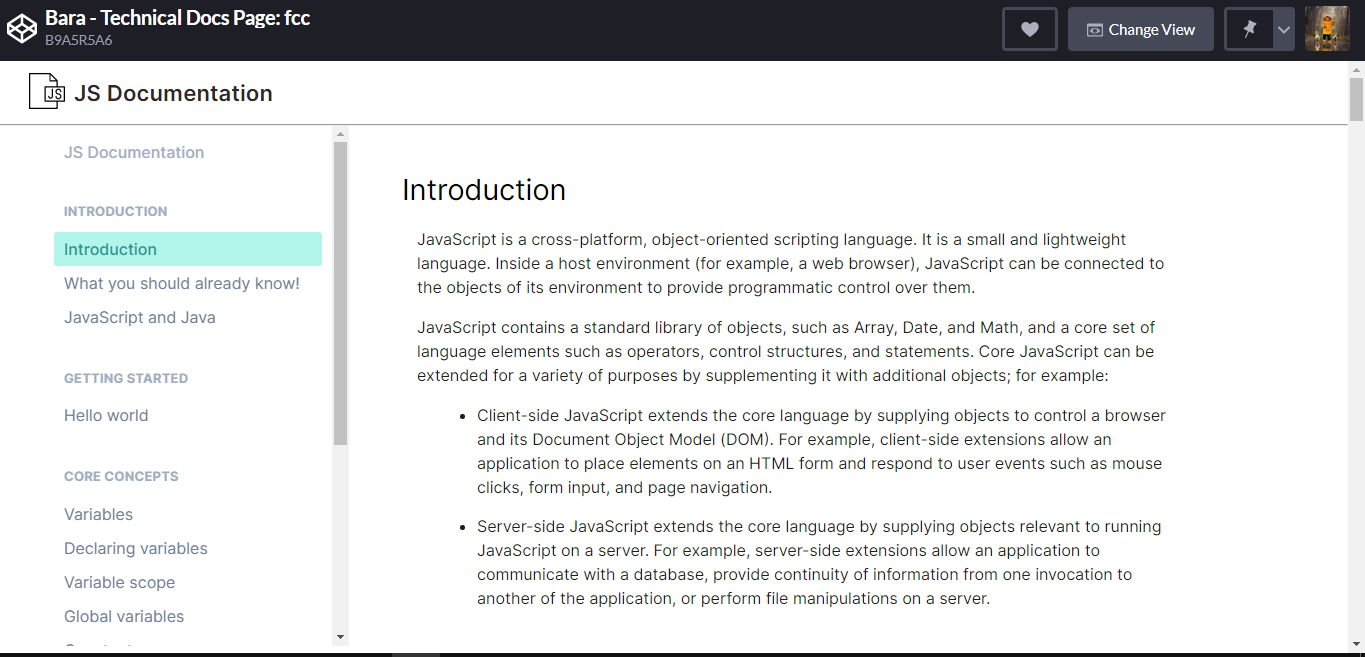 Bara - Technical Docs Page: fcc
B9A5R5A6
Change View
JS
JS Documentation
JS Documentation
INTRODUCTION
Introduction
What you should already know!
JavaScript and Java
GETTING STARTED
Hello world
CORE CONCEPTS
Variables
Declaring variables
Variable scope
Global variables
Introduction
JavaScript is a cross-platform, object-oriented scripting language. It is a small and lightweight
language. Inside a host environment (for example, a web browser), JavaScript can be connected to
the objects of its environment to provide programmatic control over them.
JavaScript contains a standard library of objects, such as Array, Date, and Math, and a core set of
language elements such as operators, control structures, and statements. Core JavaScript can be
extended for a variety of purposes by supplementing it with additional objects; for example:
• Client-side JavaScript extends the core language by supplying objects to control a browser
and its Document Object Model (DOM). For example, client-side extensions allow an
application to place elements on an HTML form and respond to user events such as mouse
clicks, form input, and page navigation.
• Server-side JavaScript extends the core language by supplying objects relevant to running
JavaScript on a server. For example, server-side extensions allow an application to
communicate with a database, provide continuity of information from one invocation to
another of the application, or perform file manipulations on a server.